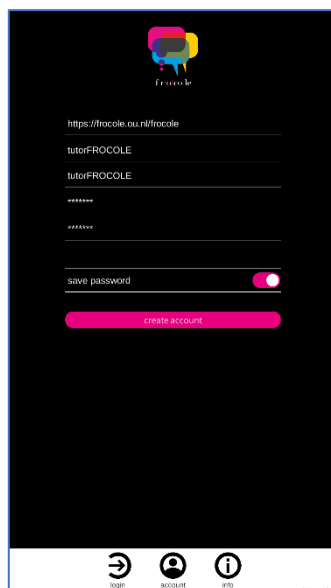 frocole
https://frocole.ou.nl/frocole
tutorFROCOLE
tutorFROCOLE
*******
*******
save password
create account
login account info